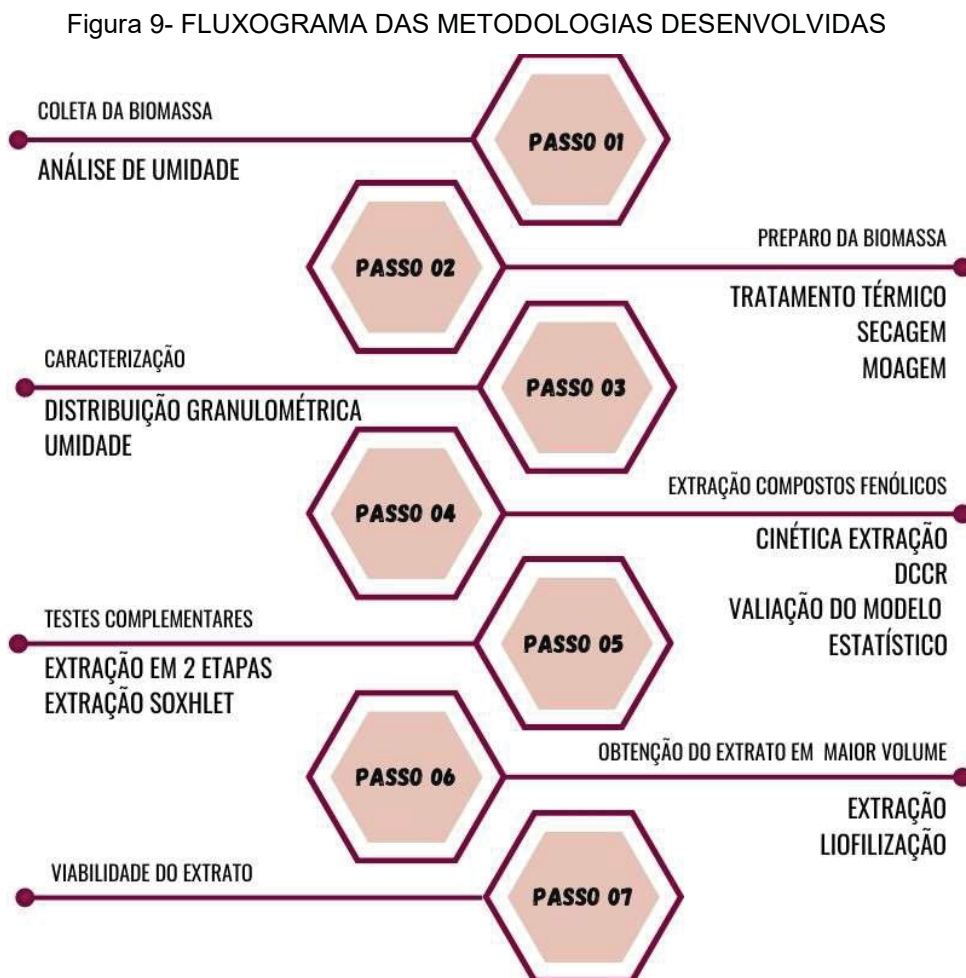 Figura 9- FLUXOGRAMA DAS METODOLOGIAS DESENVOLVIDAS
PASSO 01
COLETA DA BIOMASSA
ANÁLISE DE UMIDADE
PASSO 02
PREPARO DA BIOMASSA
TRATAMENTO TÉRMICO
SECAGEM
MOAGEM
PASSO 03
CARACTERIZAÇÃO
DISTRIBUIÇÃO GRANULOMÉTRICA
UMIDADE
PASSO 04
EXTRAÇÃO COMPOSTOS FENÓLICOS
CINÉTICA EXTRAÇÃO
DCCR
VALIAÇÃO DO MODELO
ESTATÍSTICO
PASSO 05
TESTES COMPLEMENTARES
EXTRAÇÃO EM 2 ETAPAS
EXTRAÇÃO SOXHLET
PASSO 06
OBTENÇÃO DO EXTRATO EM MAIOR VOLUME
EXTRAÇÃO
LIOFILIZAÇÃO
PASSO 07
VIABILIDADE DO EXTRATO